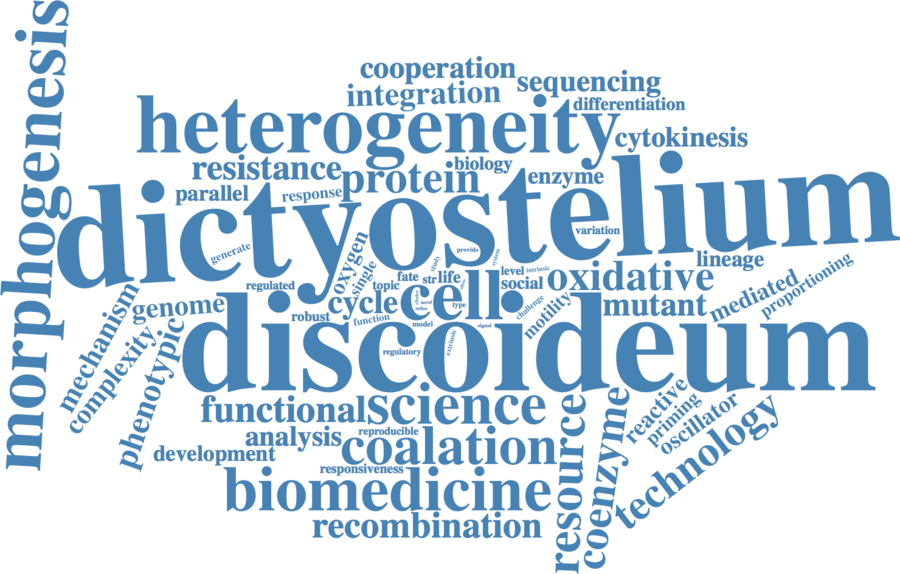 morphogenesis
cooperation
sequencing
integration
differentiation
heterogeneity
cytokinesis
resistance
biology
protein
enzyme
parallel
response
dictyostelium
variation
generate
oxygen
single
provide
system
study
lineage
regulated
topic
fate
str
life
level
intrinsic
social
oxidative
mediated
proportioning
mechanism
genome
cycle
cell
type
challenge
motility
mutant
robust
function
model
signal
discoideum
regulatory
extrinsic
complexity
phenotypic
functional
science
reactive
priming
oscillator
analysis
reproducible
coalation
development
responsiveness
resource
coenzyme
technology
biomedicine
recombination